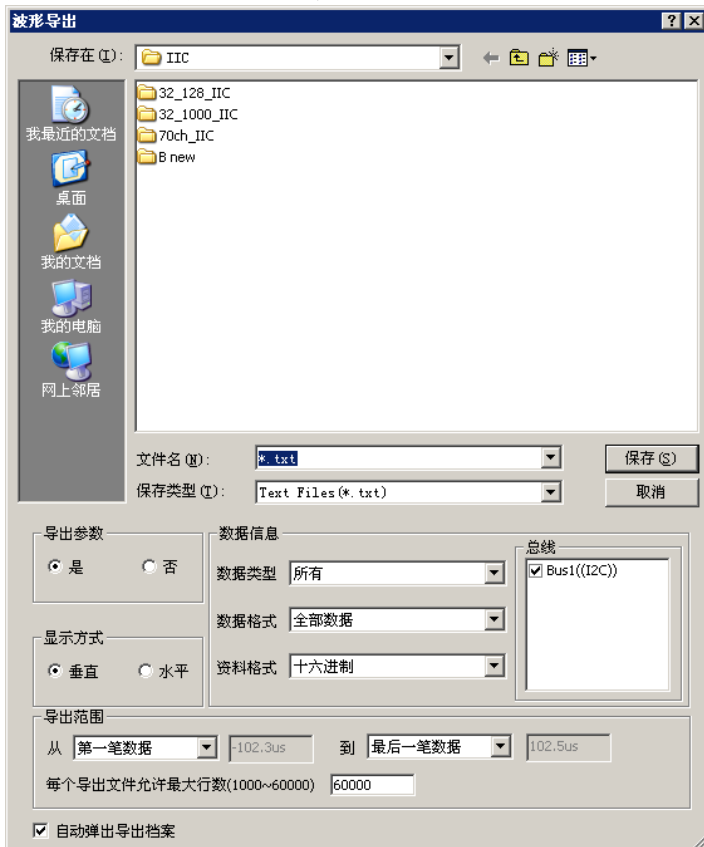 波形导出
保存在(I):
IIC
我最近的文档
桌面
我的文档
我的电脑
网上邻居
32_128_IIC
32_1000_IIC
70ch_IIC
B new
文件名(N):
*.txt
保存(S)
保存类型(T):
Text Files(*.txt)
取消
导出参数
是 否
显示方式
垂直 水平
数据信息
数据类型 所有
数据格式 全部数据
资料格式 十六进制
总线
Bus1((I2C))
导出范围
从 第一笔数据 -102.3us 到 最后一笔数据 102.5us
每个导出文件允许最大行数(1000~60000) 60000
自动弹出导出档案